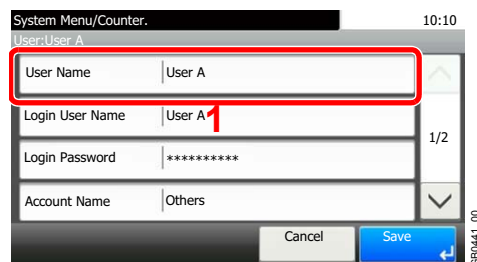 System Menu/Counter. 10:10
User:User A
User Name User A
Login User Name User A
1
1/2
Login Password **********
Account Name Others
Cancel Save